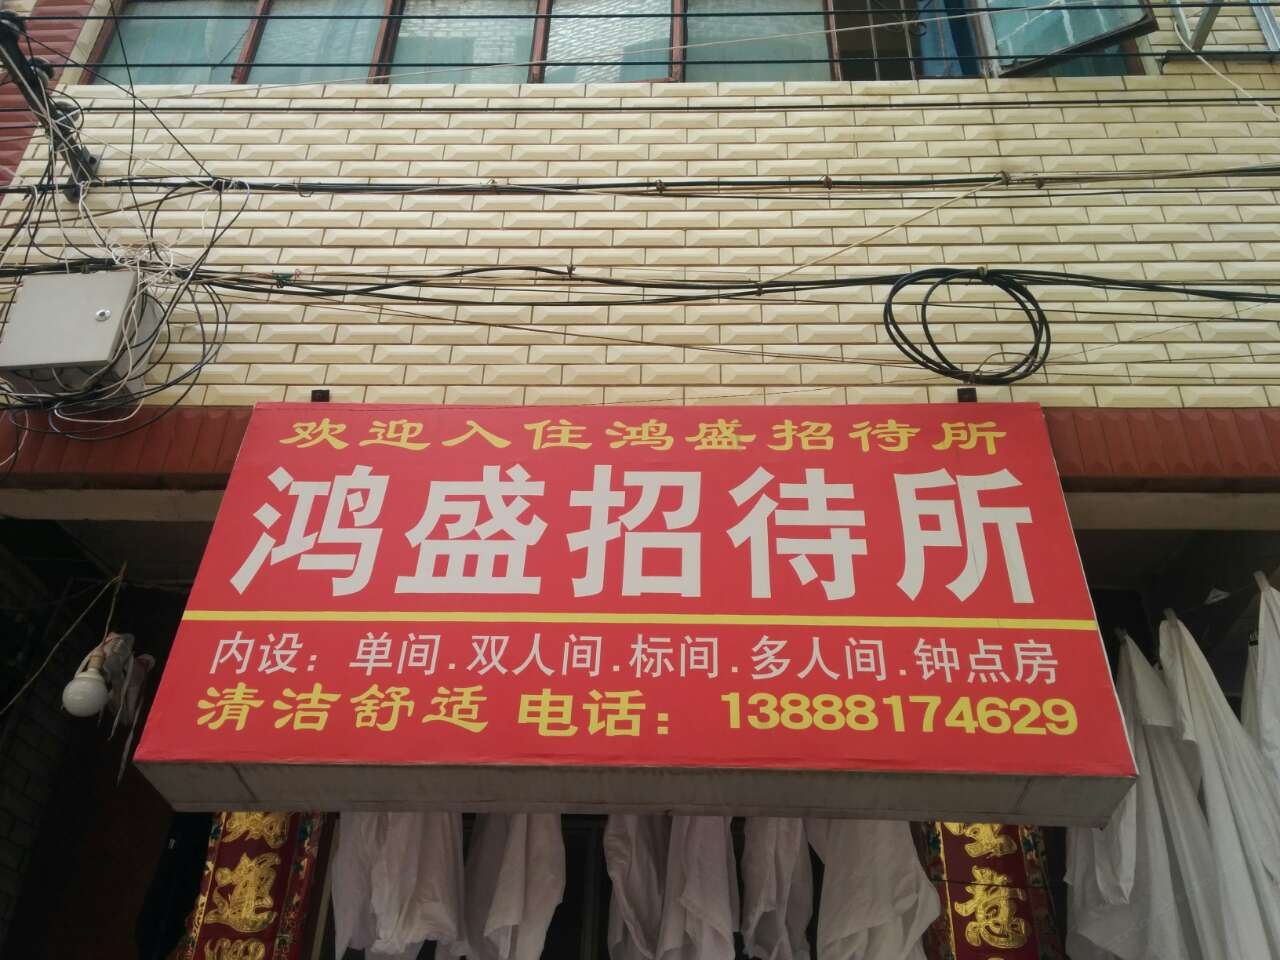 欢迎入住鸿盛招待所
鸿盛招待所
内设：单间.双人间.标间.多人间.钟点房
清洁舒适 电话：13888174629
意